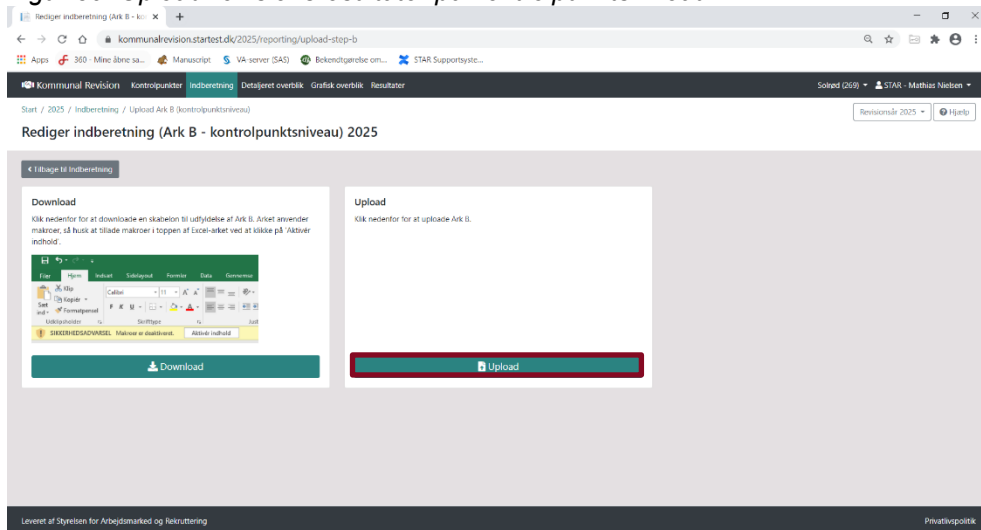 Rediger indberetning (Ark B - kon
kommunalrevision.startest.dk/2025/reporting/upload-step-b
Apps 360 - Mine åbne sa... Manuscript VA-server (SAS) Bekendtgørelse om... STAR Supportsyste...
Kommunal Revision Kontrolpunkter Indberetning Detaljeret overblik Grafisk overblik Resultater Solrød (269) STAR - Mathias Nielsen
Start / 2025 / Indberetning / Upload Ark B (kontrolpunktsniveau)
Revisionsår 2025 Hjælp
Rediger indberetning (Ark B - kontrolpunktsniveau) 2025
Tilbage til Indberetning
Download
Klik nedenfor for at downloade en skabelon til udfyldelse af Ark B. Arket anvender
makroer, så husk at tillade makroer i toppen af Excel-arket ved at klikke på 'Aktivér
indhold'.
Filer Hjem Indsæt Sidelayout Formler Data Gennemse
Klip
Calibri 11
Kopiér
Sæt
ind
Formatpensel
F K U
Udklipsholder Skrifttype Just
SIKKERHEDSADVARSEL Makroer er deaktiveret. Aktivér indhold
Download
Upload
Klik nedenfor for at uploade Ark B.
Upload
Leveret af Styrelsen for Arbejdsmarked og Rekruttering Privatlivspolitik